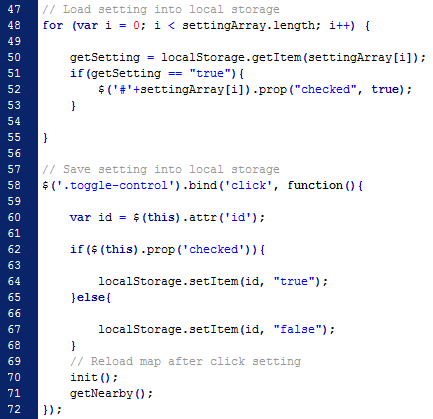 47 // Load setting into local storage
48 for (var i = 0; i < settingArray.length; i++) {
49
50 getSetting = localStorage.getItem(settingArray[i]);
51 if(getSetting == "true"){
52 $('#'+settingArray[i]).prop("checked", true);
53 }
54
55 }
56
57 // Save setting into local storage
58 $('.toggle-control').bind('click', function(){
59
60 var id = $(this).attr('id');
61
62 if($(this).prop('checked')){
63
64 localStorage.setItem(id, "true");
65 }else{
66
67 localStorage.setItem(id, "false");
68 }
69 // Reload map after click setting
70 init();
71 getNearby();
72 });